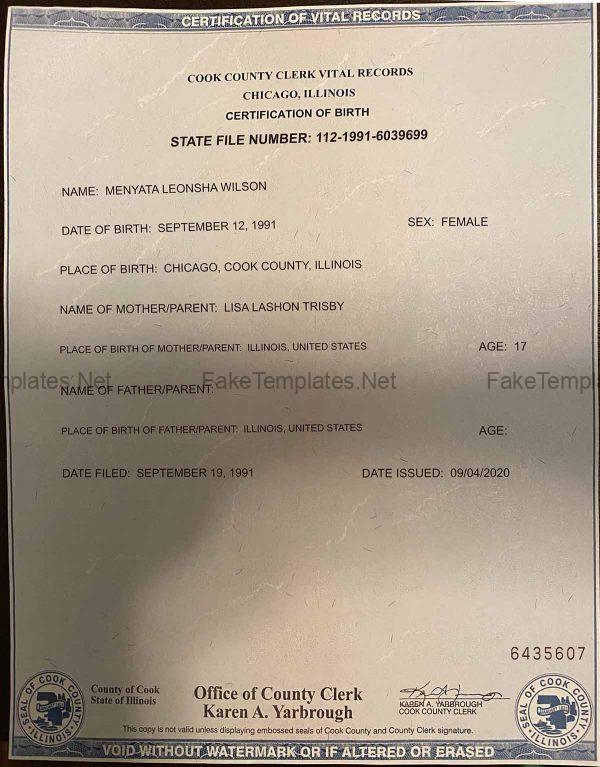 CERTIFICATION OF VITAL RECORDS
COOK COUNTY CLERK VITAL RECORDS
CHICAGO, ILLINOIS
CERTIFICATION OF BIRTH
STATE FILE NUMBER: 112-1991-6039699
NAME: MENYATA LEONSHA WILSON
DATE OF BIRTH: SEPTEMBER 12, 1991 SEX: FEMALE
PLACE OF BIRTH: CHICAGO, COOK COUNTY, ILLINOIS
NAME OF MOTHER/PARENT: LISA LASHON TRISBY
PLACE OF BIRTH OF MOTHER/PARENT: ILLINOIS, UNITED STATES AGE: 17
nplates.Net FakeTemplates.Net FakeTempl
NAME OF FATHER/PARENT:
PLACE OF BIRTH OF FATHER/PARENT: ILLINOIS, UNITED STATES AGE:
DATE FILED: SEPTEMBER 19, 1991 DATE ISSUED: 09/04/2020
6435607
SEAL OF COOK COUNTY ILLINOIS
County of Cook
State of Illinois
Office of County Clerk
Karen A. Yarbrough
KAREN A. YARBROUGH
COOK COUNTY CLERK
SEAL OF COOK COUNTY ILLINOIS
This copy is not valid unless displaying embossed seals of Cook County and County Clerk signature.
VOID WITHOUT WATERMARK OR IF ALTERED OR ERASED